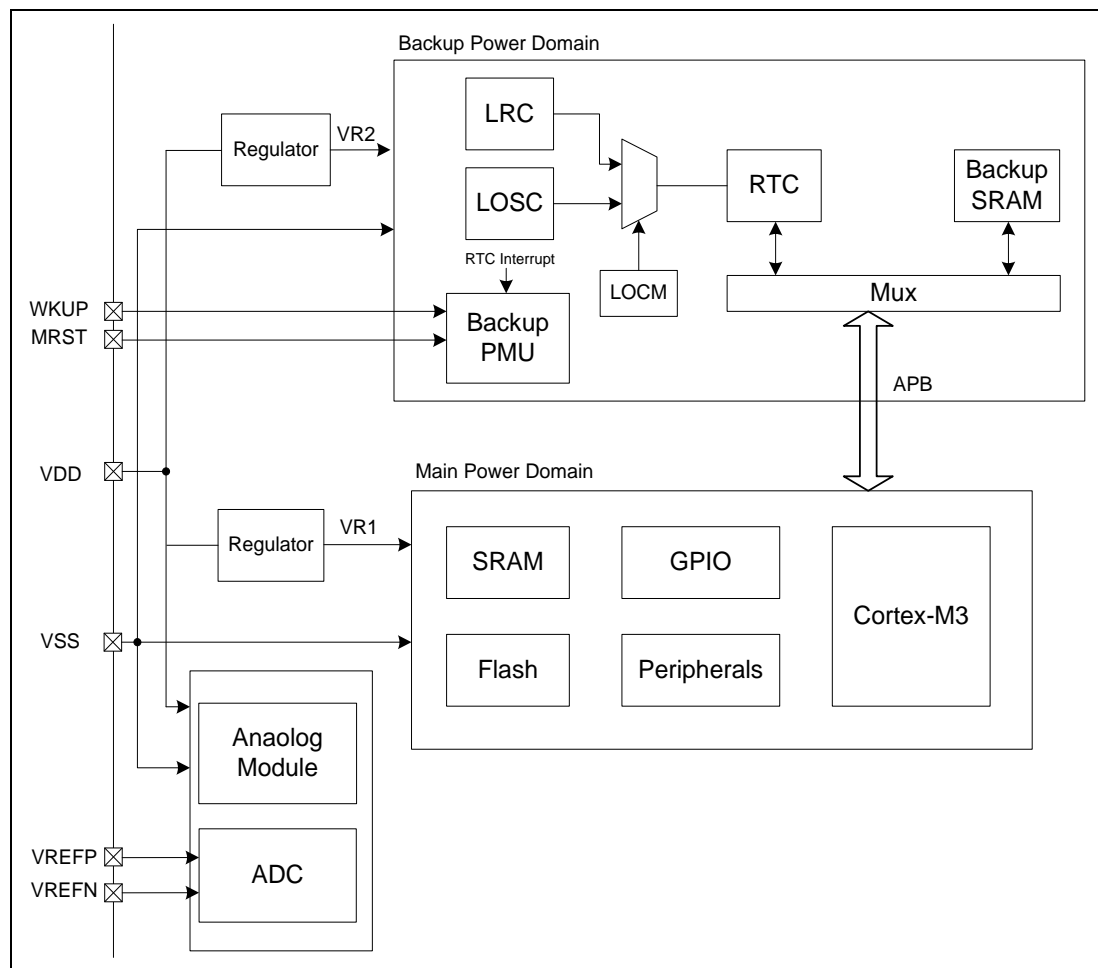 Backup Power Domain
LRC
VR2
Regulator
RTC
Backup
SRAM
LOSC
RTC Interrupt
LOCM
Mux
WKUP
MRST
Backup
PMU
APB
VDD
Main Power Domain
VR1
Regulator
SRAM
GPIO
Cortex-M3
VSS
Flash
Peripherals
Anaolog
Module
VREFP
VREFN
ADC